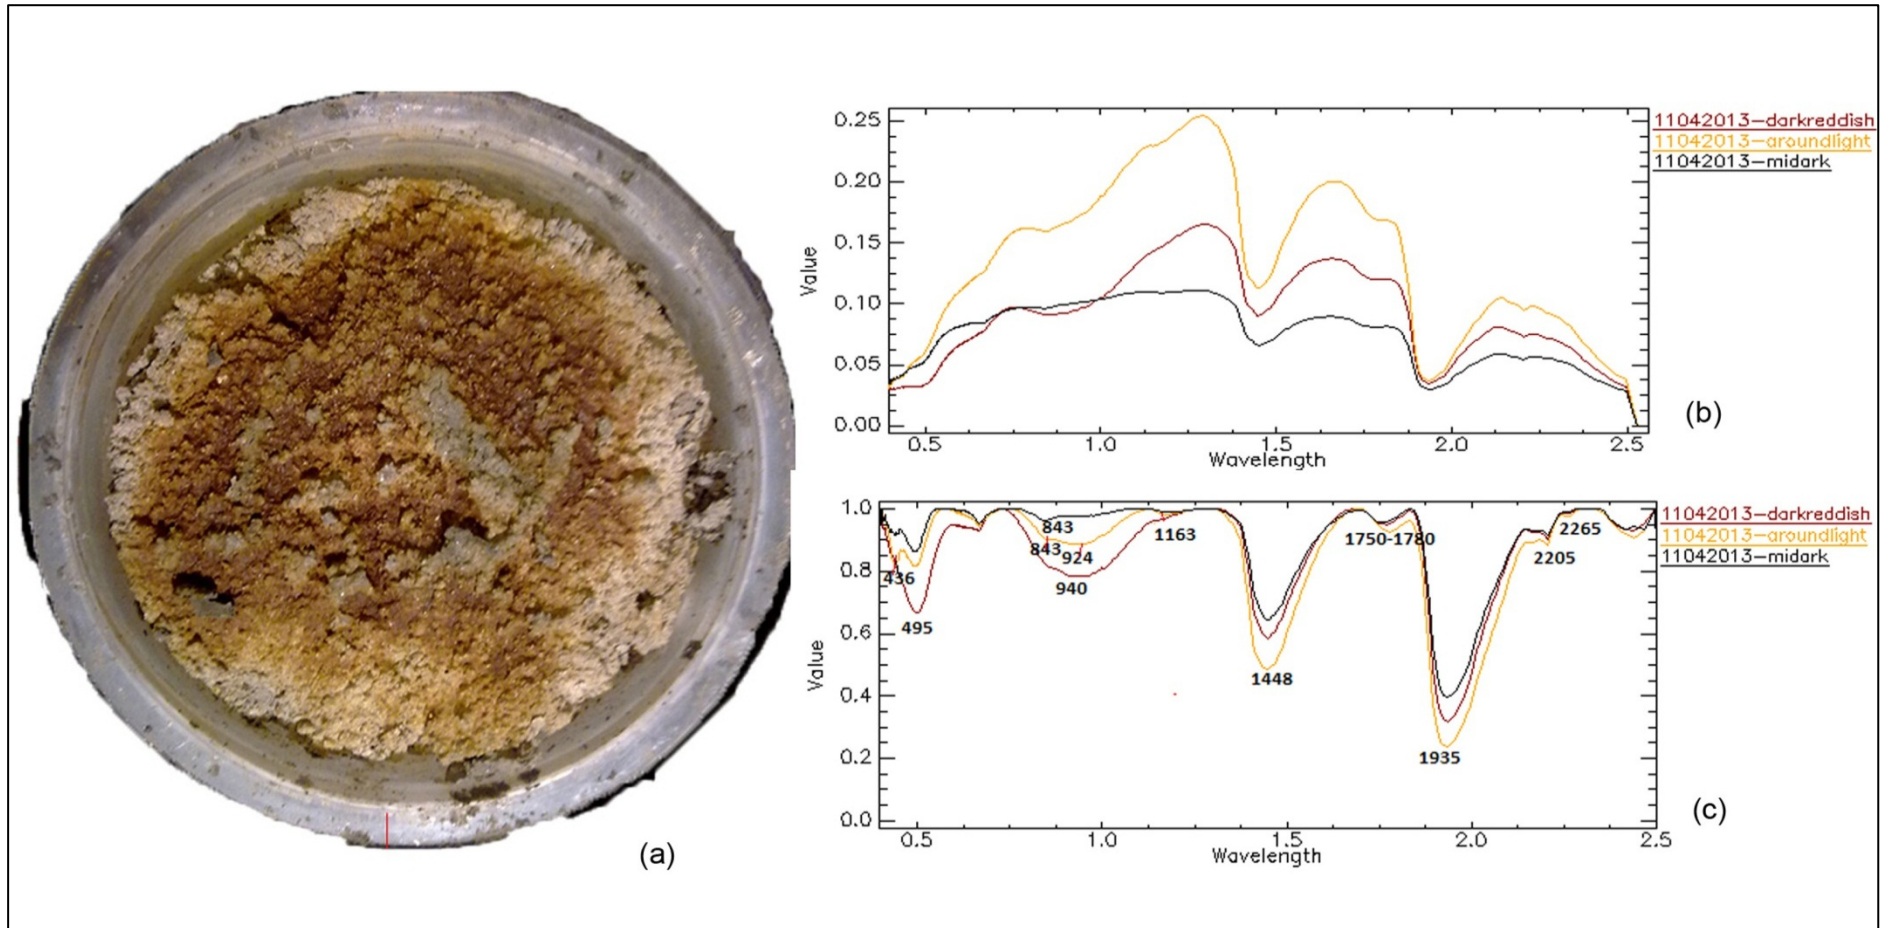 (a)
0.25
0.20
0.15
0.10
0.05
0.00
Value
0.5 1.0 1.5 2.0 2.5
Wavelength
11042013-darkreddish
11042013-aroundlight
11042013-midark
(b)
1.0
0.8
0.6
0.4
0.2
0.0
Value
436
495
843
843
924
940
1163
1448
1750-1780
1935
2265
2205
0.5 1.0 1.5 2.0 2.5
Wavelength
11042013-darkreddish
11042013-aroundlight
11042013-midark
(c)